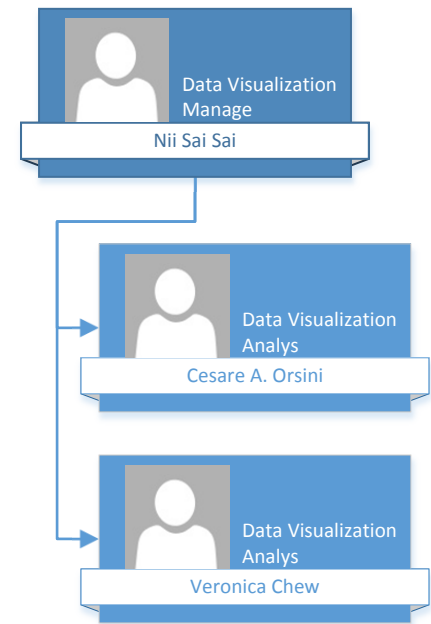 Data Visualization
Manage
Nii Sai Sai
Data Visualization
Analys
Cesare A. Orsini
Data Visualization
Analys
Veronica Chew